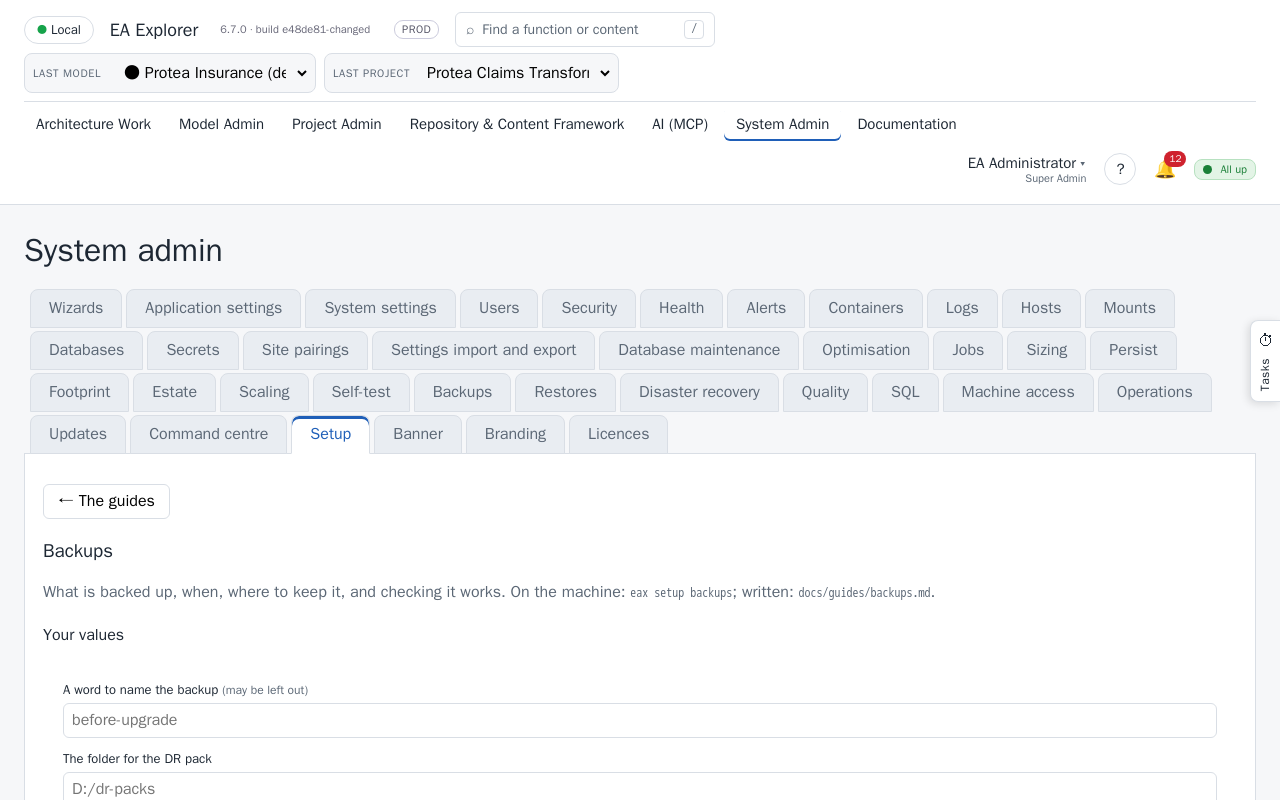 Local
EA Explorer
6.7.0 · build e48de81-changed
PROD
Find a function or content
/
LAST MODEL
Protea Insurance (de
LAST PROJECT
Protea Claims Transfor
Architecture Work
Model Admin
Project Admin
Repository & Content Framework
AI (MCP)
System Admin
Documentation
EA Administrator ▾
Super Admin
?
12
All up
System admin
Wizards
Application settings
System settings
Users
Security
Health
Alerts
Containers
Logs
Hosts
Mounts
Databases
Secrets
Site pairings
Settings import and export
Database maintenance
Optimisation
Jobs
Sizing
Persist
Footprint
Estate
Scaling
Self-test
Backups
Restores
Disaster recovery
Quality
SQL
Machine access
Operations
Updates
Command centre
Setup
Banner
Branding
Licences
Tasks
← The guides
Backups
What is backed up, when, where to keep it, and checking it works. On the machine: eax setup backups; written: docs/guides/backups.md.
Your values
A word to name the backup (may be left out)
before-upgrade
The folder for the DR pack
D:/dr-packs